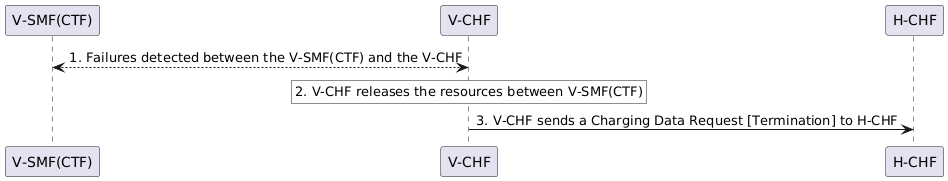 V-SMF(CTF) V-CHF H-CHF
1. Failures detected between the V-SMF(CTF) and the V-CHF
2. V-CHF releases the resources between V-SMF(CTF)
3. V-CHF sends a Charging Data Request [Termination] to H-CHF
V-SMF(CTF) V-CHF H-CHF